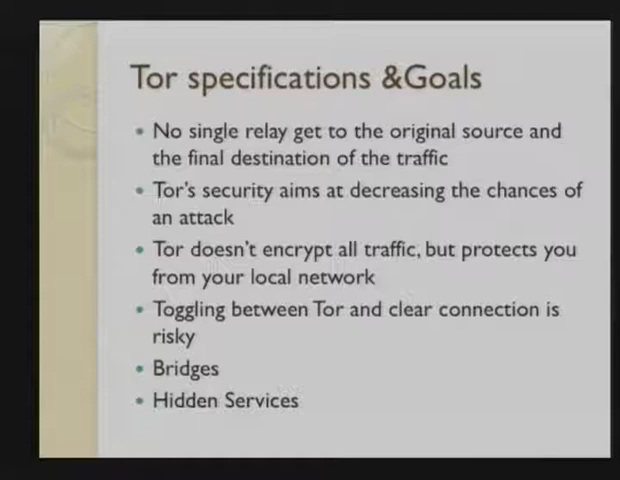 Tor specifications &Goals
• No single relay get to the original source and
the final destination of the traffic
• Tor's security aims at decreasing the chances of
an attack
• Tor doesn't encrypt all traffic, but protects you
from your local network
• Toggling between Tor and clear connection is
risky
• Bridges
• Hidden Services